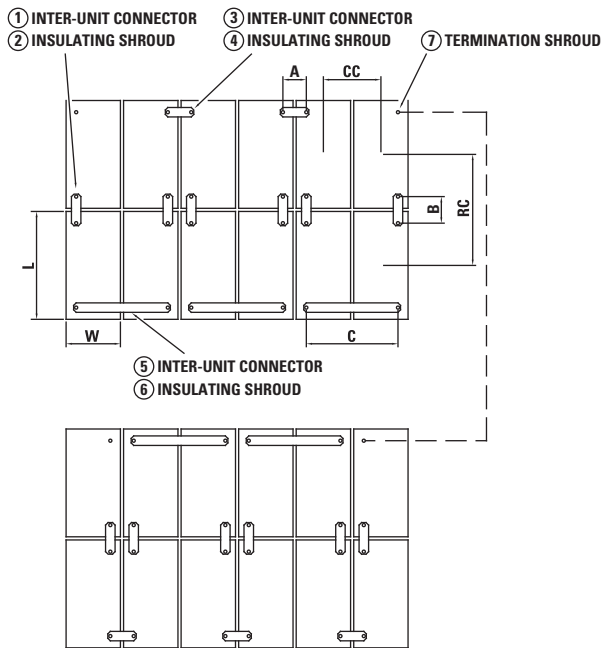 ① INTER-UNIT CONNECTOR
② INSULATING SHROUD
③ INTER-UNIT CONNECTOR
④ INSULATING SHROUD
⑦ TERMINATION SHROUD
A
CC
B
RC
L
W
C
⑤ INTER-UNIT CONNECTOR
⑥ INSULATING SHROUD